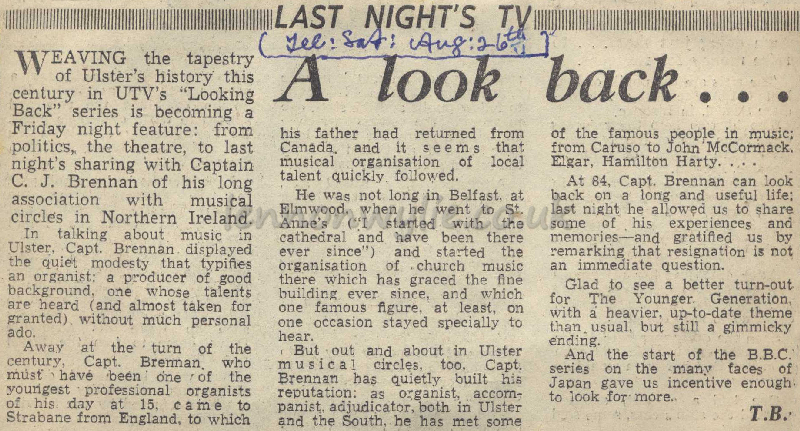 LAST NIGHT'S TV
(Tel: Sat: Aug: 26th)
A look back . . .
WEAVING the tapestry
of Ulster's history this
century in UTV's "Looking
Back" series is becoming a
Friday night feature: from
politics, the theatre, to last
night's sharing with Captain
C. J. Brennan of his long
association with musical
circles in Northern Ireland.
In talking about music in
Ulster, Capt. Brennan displayed
the quiet modesty that typifies
an organist; a producer of good
background, one whose talents
are heard (and almost taken for
granted) without much personal
ado.
Away at the turn of the
century, Capt. Brennan, who
must have been one of the
youngest professional organists
of his day at 15, came to
Strabane from England, to which
his father had returned from
Canada, and it seems that
musical organisation of local
talent quickly followed.
He was not long in Belfast, at
Elmwood, when he went to St.
Anne's ("I started with the
cathedral and have been there
ever since") and started the
organisation of church music
there which has graced the fine
building ever since, and which
one famous figure, at least, on
one occasion stayed specially to
hear.
But out and about in Ulster
musical circles, too, Capt.
Brennan has quietly built his
reputation: as organist, accom-
panist, adjudicator, both in Ulster
and the South, he has met some
of the famous people in music;
from Caruso to John McCormack,
Elgar, Hamilton Harty. . . .
At 84, Capt. Brennan can look
back on a long and useful life;
last night he allowed us to share
some of his experiences and
memories—and gratified us by
remarking that resignation is not
an immediate question.
Glad to see a better turn-out
for The Younger Generation,
with a heavier, up-to-date theme
than usual, but still a gimmicky
ending.
And the start of the B.B.C.
series on the many faces of
Japan gave us incentive enough
to look for more.
T.B.